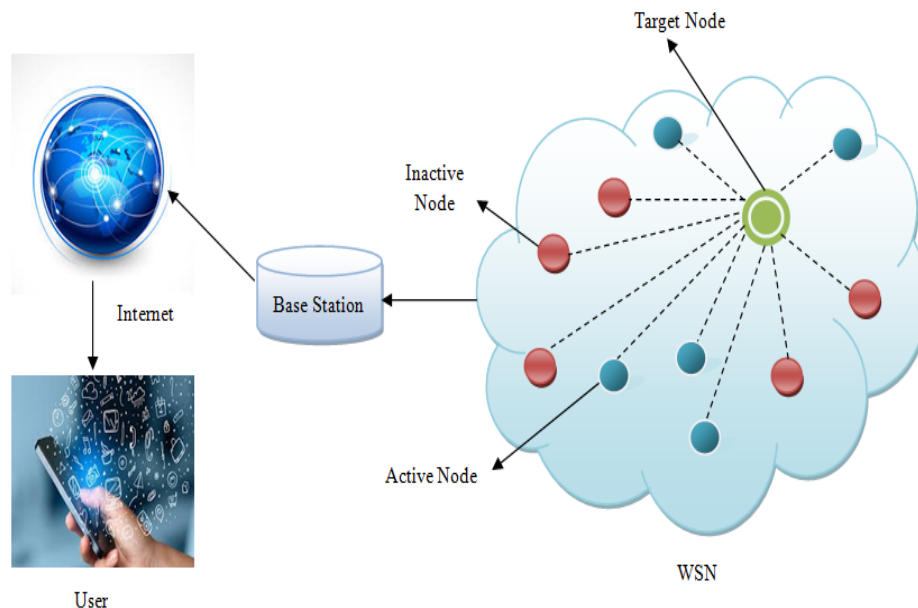 Target Node
Inactive
Node
Base Station
Internet
Active Node
WSN
User